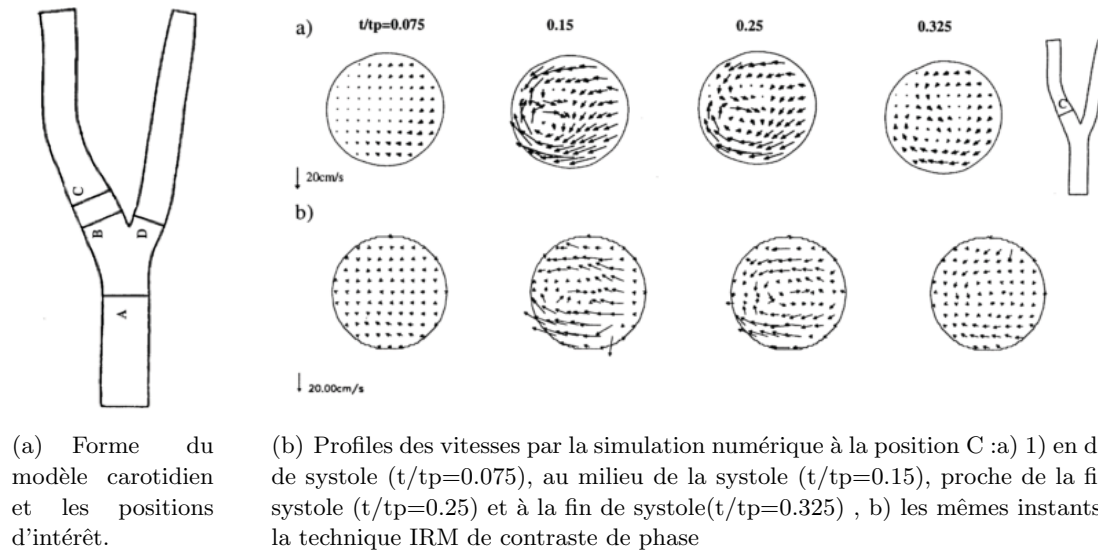 a) t/tp=0.075 0.15 0.25 0.325
C
20cm/s
b)
20.00cm/s
C
B
D
A
(a) Forme du
modèle carotidien
et les positions
d'intérêt.
(b) Profiles des vitesses par la simulation numérique à la position C :a) 1) en d
de systole (t/tp=0.075), au milieu de la systole (t/tp=0.15), proche de la fi
systole (t/tp=0.25) et à la fin de systole(t/tp=0.325) , b) les mêmes instants
la technique IRM de contraste de phase